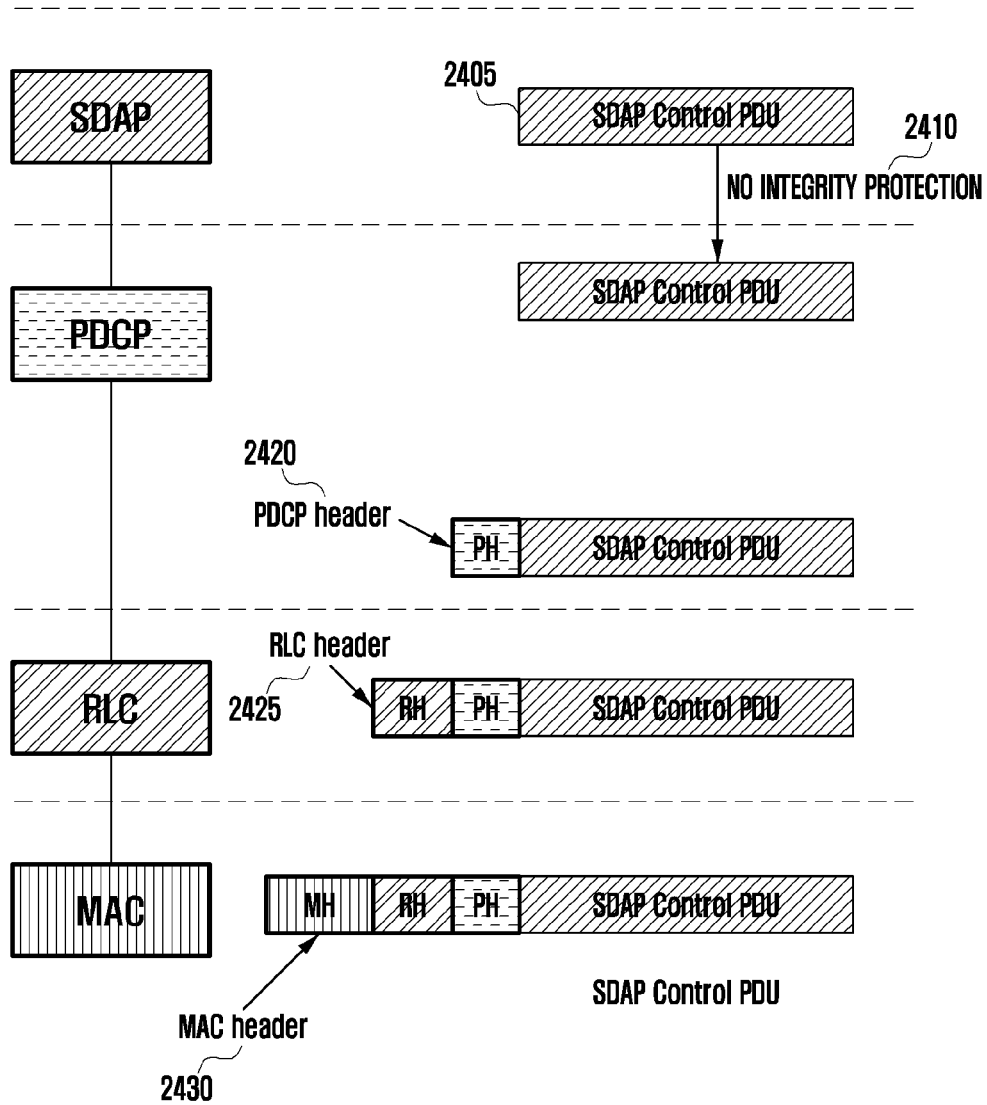 2405
SDAP
SDAP Control PDU
2410
NO INTEGRITY PROTECTION
SDAP Control PDU
PDCP
2420
PDCP header
PH
SDAP Control PDU
RLC header
RLC
2425
RH
PH
SDAP Control PDU
MAC
MH
RH
PH
SDAP Control PDU
SDAP Control PDU
MAC header
2430